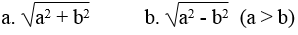 a. √(a² + b²) b. √(a² - b²) (a > b)